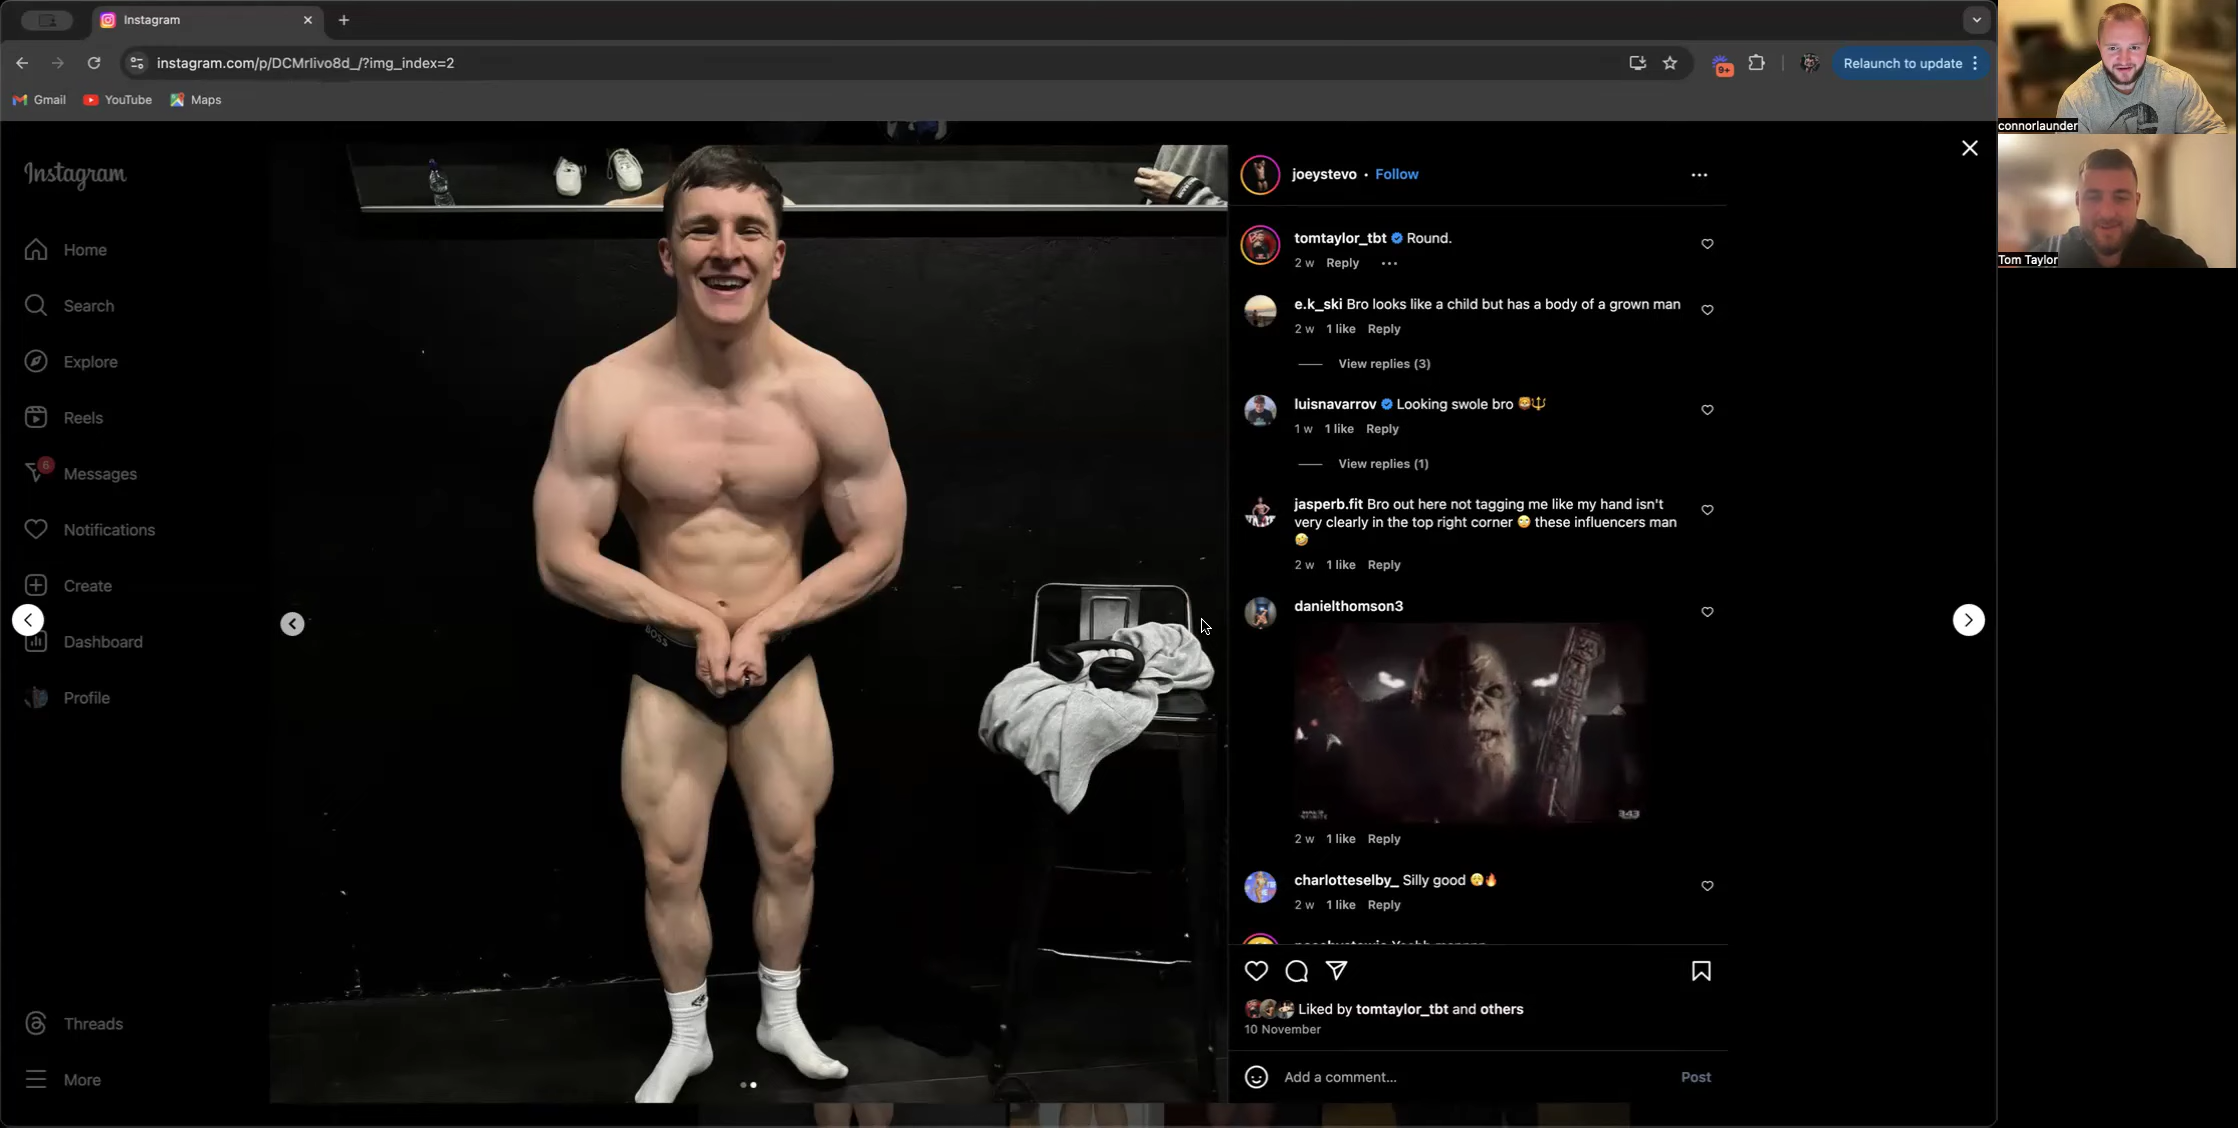 Instagram
instagram.com/p/DCMrlivo8d_/?img_index=2
9+
Relaunch to update
Gmail
YouTube
Maps
connorlaunder
Tom Taylor
Instagram
Home
Search
Explore
Reels
6
Messages
Notifications
Create
Dashboard
Profile
Threads
More
BOSS
joeystevo • Follow
tomtaylor_tbt Round.
2 w Reply
e.k_ski Bro looks like a child but has a body of a grown man
2 w 1 like Reply
View replies (3)
luisnavarrov Looking swole bro 🦁🔱
1 w 1 like Reply
View replies (1)
jasperb.fit Bro out here not tagging me like my hand isn't
very clearly in the top right corner 🙄 these influencers man
🤣
2 w 1 like Reply
danielthomson3
343
2 w 1 like Reply
charlotteselby_ Silly good 😮‍💨🔥
2 w 1 like Reply
Liked by tomtaylor_tbt and others
10 November
Add a comment...
Post